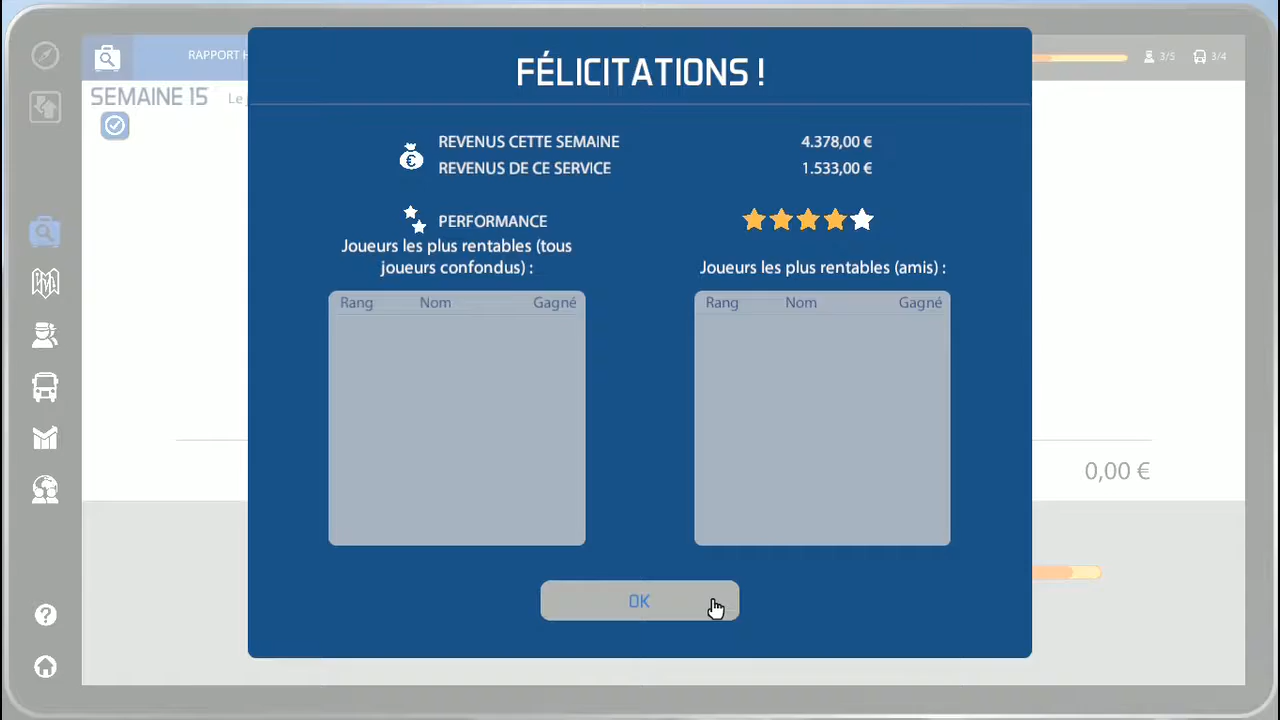 FÉLICITATIONS !
RAPPORT H
3/5
3/4
SEMAINE 15
Le
REVENUS CETTE SEMAINE 4.378,00 €
REVENUS DE CE SERVICE 1.533,00 €
PERFORMANCE
Joueurs les plus rentables (tous
joueurs confondus) :
Rang Nom Gagné
Joueurs les plus rentables (amis) :
Rang Nom Gagné
0,00 €
OK